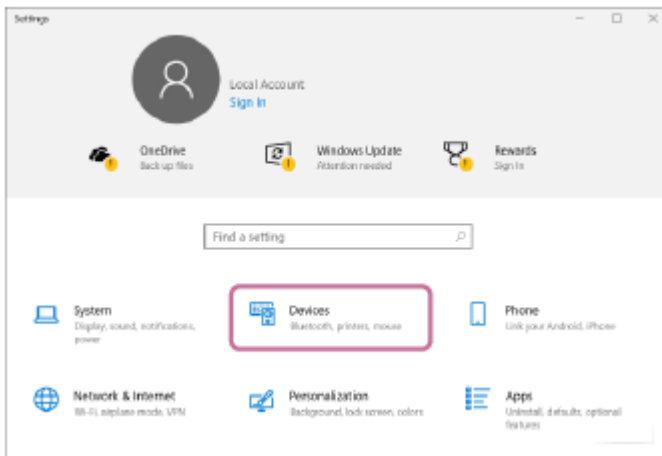 Settings
Local Account
Sign In
OneDrive
Back up files
Windows Update
Attention needed
Rewards
Sign In
Find a setting
System
Display, sound, notifications,
power
Devices
Bluetooth, printers, mouse
Phone
Link your Android, iPhone
Network & Internet
Wi-Fi, airplane mode, VPN
Personalization
Background, lock screen, colors
Apps
Uninstall, defaults, optional
features